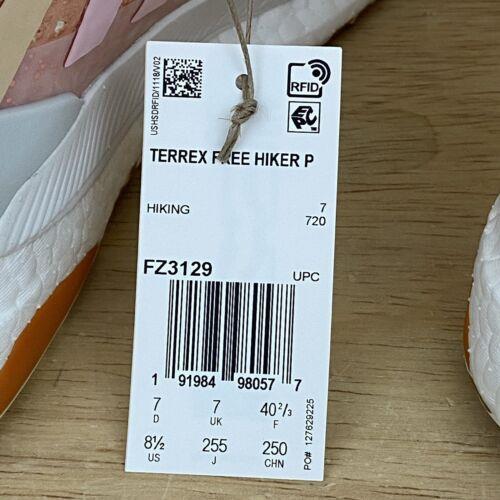 USHSDRFID/1118/V02
RFID
EPC
TERREX FREE HIKER P
HIKING 7
720
FZ3129 UPC
1 91984 98057 7
7 7 40²/₃
D UK F
8½ 255 250
US J CHN
PO# 127629225